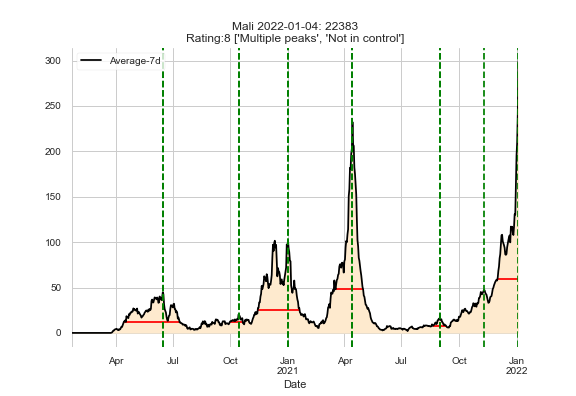 Mali 2022-01-04: 22383
Rating:8 ['Multiple peaks', 'Not in control']
Average-7d
300
250
200
150
100
50
0
Apr Jul Oct Jan Apr Jul Oct Jan
2021 2022
Date